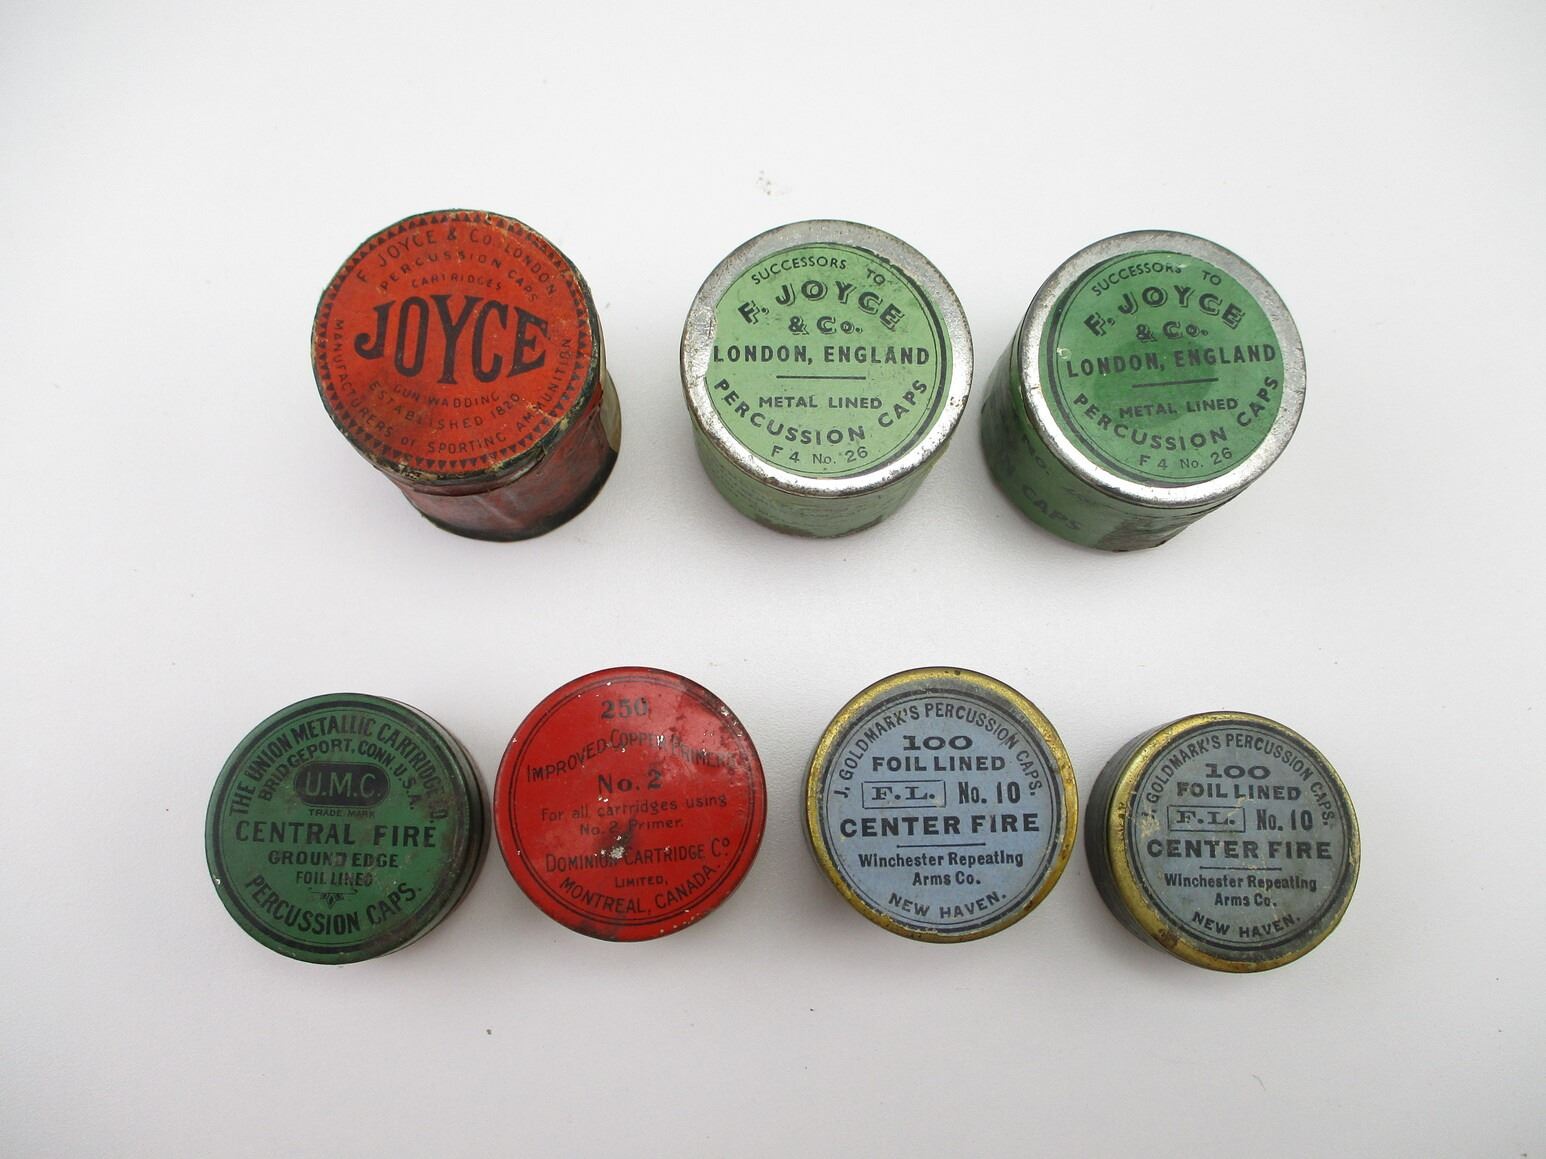 F. JOYCE & Co. LONDON
PERCUSSION CAPS
CARTRIDGES
JOYCE
GUN WADDING
ESTABLISHED 1820
MANUFACTURERS OF SPORTING AMMUNITION
SUCCESSORS TO
F. JOYCE
& Co.
LONDON, ENGLAND
METAL LINED
PERCUSSION CAPS
F 4 No. 26
SUCCESSORS TO
F. JOYCE
& Co.
LONDON, ENGLAND
METAL LINED
PERCUSSION CAPS
F 4 No. 26
CAPS
THE UNION METALLIC CARTRIDGE CO.
BRIDGEPORT, CONN. U.S.A.
U.M.C.
TRADE MARK
CENTRAL FIRE
GROUND EDGE
FOIL LINED
PERCUSSION CAPS.
250
IMPROVED COPPER PRIMERS
No. 2
For all cartridges using
No. 2 Primer.
DOMINION CARTRIDGE Co
LIMITED,
MONTREAL, CANADA.
J. GOLDMARK'S PERCUSSION CAPS.
100
FOIL LINED
F.L. No. 10
CENTER FIRE
Winchester Repeating
Arms Co.
NEW HAVEN.
J. GOLDMARK'S PERCUSSION CAPS.
100
FOIL LINED
F.L. No. 10
CENTER FIRE
Winchester Repeating
Arms Co.
NEW HAVEN.